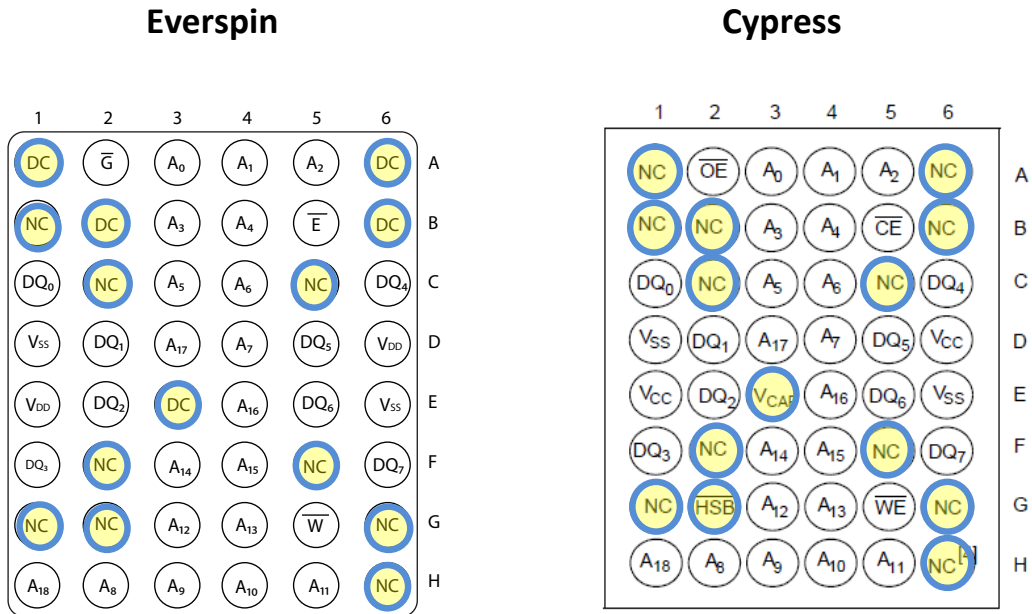 Everspin
1 2 3 4 5 6
DC G A0 A1 A2 DC A
NC DC A3 A4 E DC B
DQ0 NC A5 A6 NC DQ4 C
VSS DQ1 A17 A7 DQ5 VDD D
VDD DQ2 DC A16 DQ6 VSS E
DQ3 NC A14 A15 NC DQ7 F
NC NC A12 A13 W NC G
A18 A8 A9 A10 A11 NC H
Cypress
1 2 3 4 5 6
NC OE A0 A1 A2 NC A
NC NC A3 A4 CE NC B
DQ0 NC A5 A6 NC DQ4 C
VSS DQ1 A17 A7 DQ5 VCC D
VCC DQ2 VCAP A16 DQ6 VSS E
DQ3 NC A14 A15 NC DQ7 F
NC HSB A12 A13 WE NC G
A18 A8 A9 A10 A11 NC[4] H